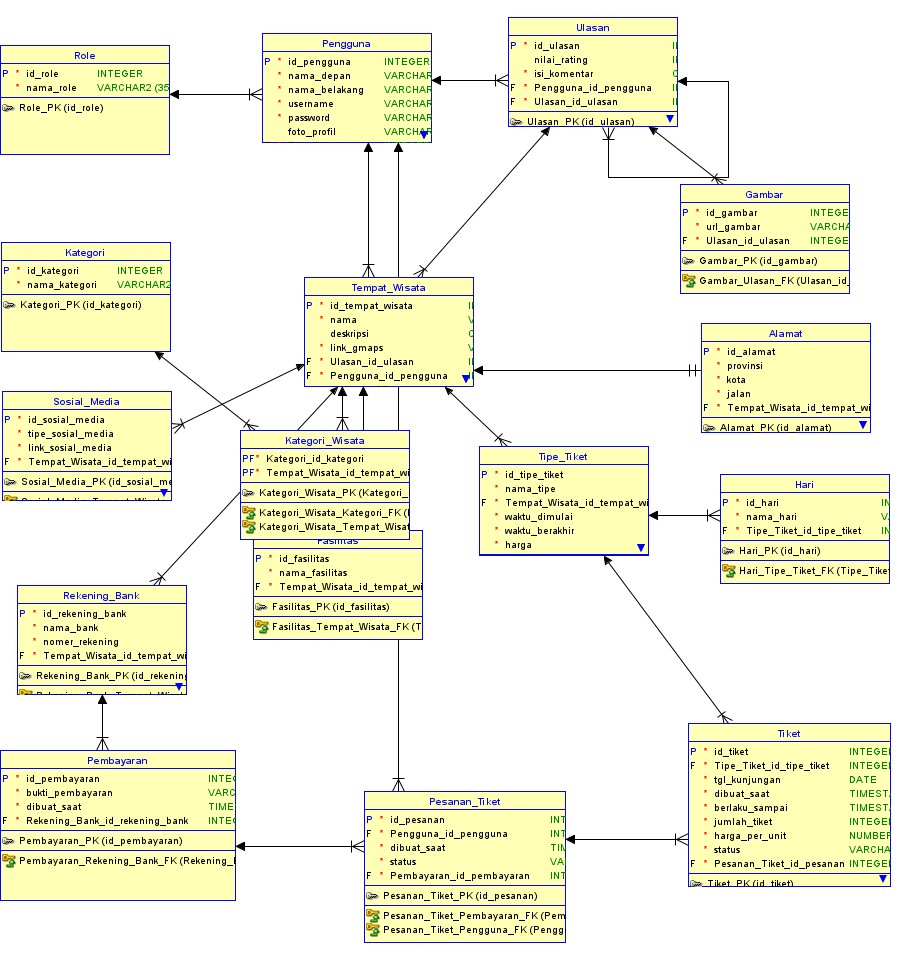 Role
P * id_role INTEGER
* nama_role VARCHAR2 (35
Role_PK (id_role)
Pengguna
P * id_pengguna INTEGER
* nama_depan VARCHAR
* nama_belakang VARCHAR
* username VARCHAR
* password VARCHAR
foto_profil VARCHAR
Ulasan
P * id_ulasan
nilai_rating
* isi_komentar
F * Pengguna_id_pengguna
F * Ulasan_id_ulasan
Ulasan_PK (id_ulasan)
Gambar
P * id_gambar INTEGE
* url_gambar VARCHA
F * Ulasan_id_ulasan INTEGE
Gambar_PK (id_gambar)
Gambar_Ulasan_FK (Ulasan_id_
Kategori
P * id_kategori INTEGER
* nama_kategori VARCHAR2
Kategori_PK (id_kategori)
Tempat_Wisata
P * id_tempat_wisata
* nama
deskripsi
* link_gmaps
F * Ulasan_id_ulasan
F * Pengguna_id_pengguna
Alamat
P * id_alamat
* provinsi
* kota
* jalan
F * Tempat_Wisata_id_tempat_wi
Alamat_PK (id_alamat)
Sosial_Media
P * id_sosial_media
* tipe_sosial_media
* link_sosial_media
F * Tempat_Wisata_id_tempat_wi
Sosial_Media_PK (id_sosial_me
Kategori_Wisata
PF* Kategori_id_kategori
PF* Tempat_Wisata_id_tempat_wi
Kategori_Wisata_PK (Kategori_
Kategori_Wisata_Kategori_FK (
Kategori_Wisata_Tempat_Wisat
Tipe_Tiket
P * id_tipe_tiket
* nama_tipe
F * Tempat_Wisata_id_tempat_wi
* waktu_dimulai
* waktu_berakhir
* harga
Hari
P * id_hari IN
* nama_hari V
F * Tipe_Tiket_id_tipe_tiket IN
Hari_PK (id_hari)
Hari_Tipe_Tiket_FK (Tipe_Tike
Fasilitas
P * id_fasilitas
* nama_fasilitas
F * Tempat_Wisata_id_tempat_wi
Fasilitas_PK (id_fasilitas)
Fasilitas_Tempat_Wisata_FK (T
Rekening_Bank
P * id_rekening_bank
* nama_bank
* nomer_rekening
F * Tempat_Wisata_id_tempat_wi
Rekening_Bank_PK (id_rekening
Pembayaran
P * id_pembayaran INTEG
* bukti_pembayaran VARC
* dibuat_saat TIME
F * Rekening_Bank_id_rekening_bank INTEG
Pembayaran_PK (id_pembayaran)
Pembayaran_Rekening_Bank_FK (Rekening_
Pesanan_Tiket
P * id_pesanan INT
F * Pengguna_id_pengguna INT
* dibuat_saat TIM
* status VA
F * Pembayaran_id_pembayaran INT
Pesanan_Tiket_PK (id_pesanan)
Pesanan_Tiket_Pembayaran_FK (Pem
Pesanan_Tiket_Pengguna_FK (Pengg
Tiket
P * id_tiket INTEGE
F * Tipe_Tiket_id_tipe_tiket INTEGE
* tgl_kunjungan DATE
* dibuat_saat TIMEST
* berlaku_sampai TIMEST
* jumlah_tiket INTEGE
* harga_per_unit NUMBER
* status VARCHA
F * Pesanan_Tiket_id_pesanan INTEGE
Tiket_PK (id_tiket)